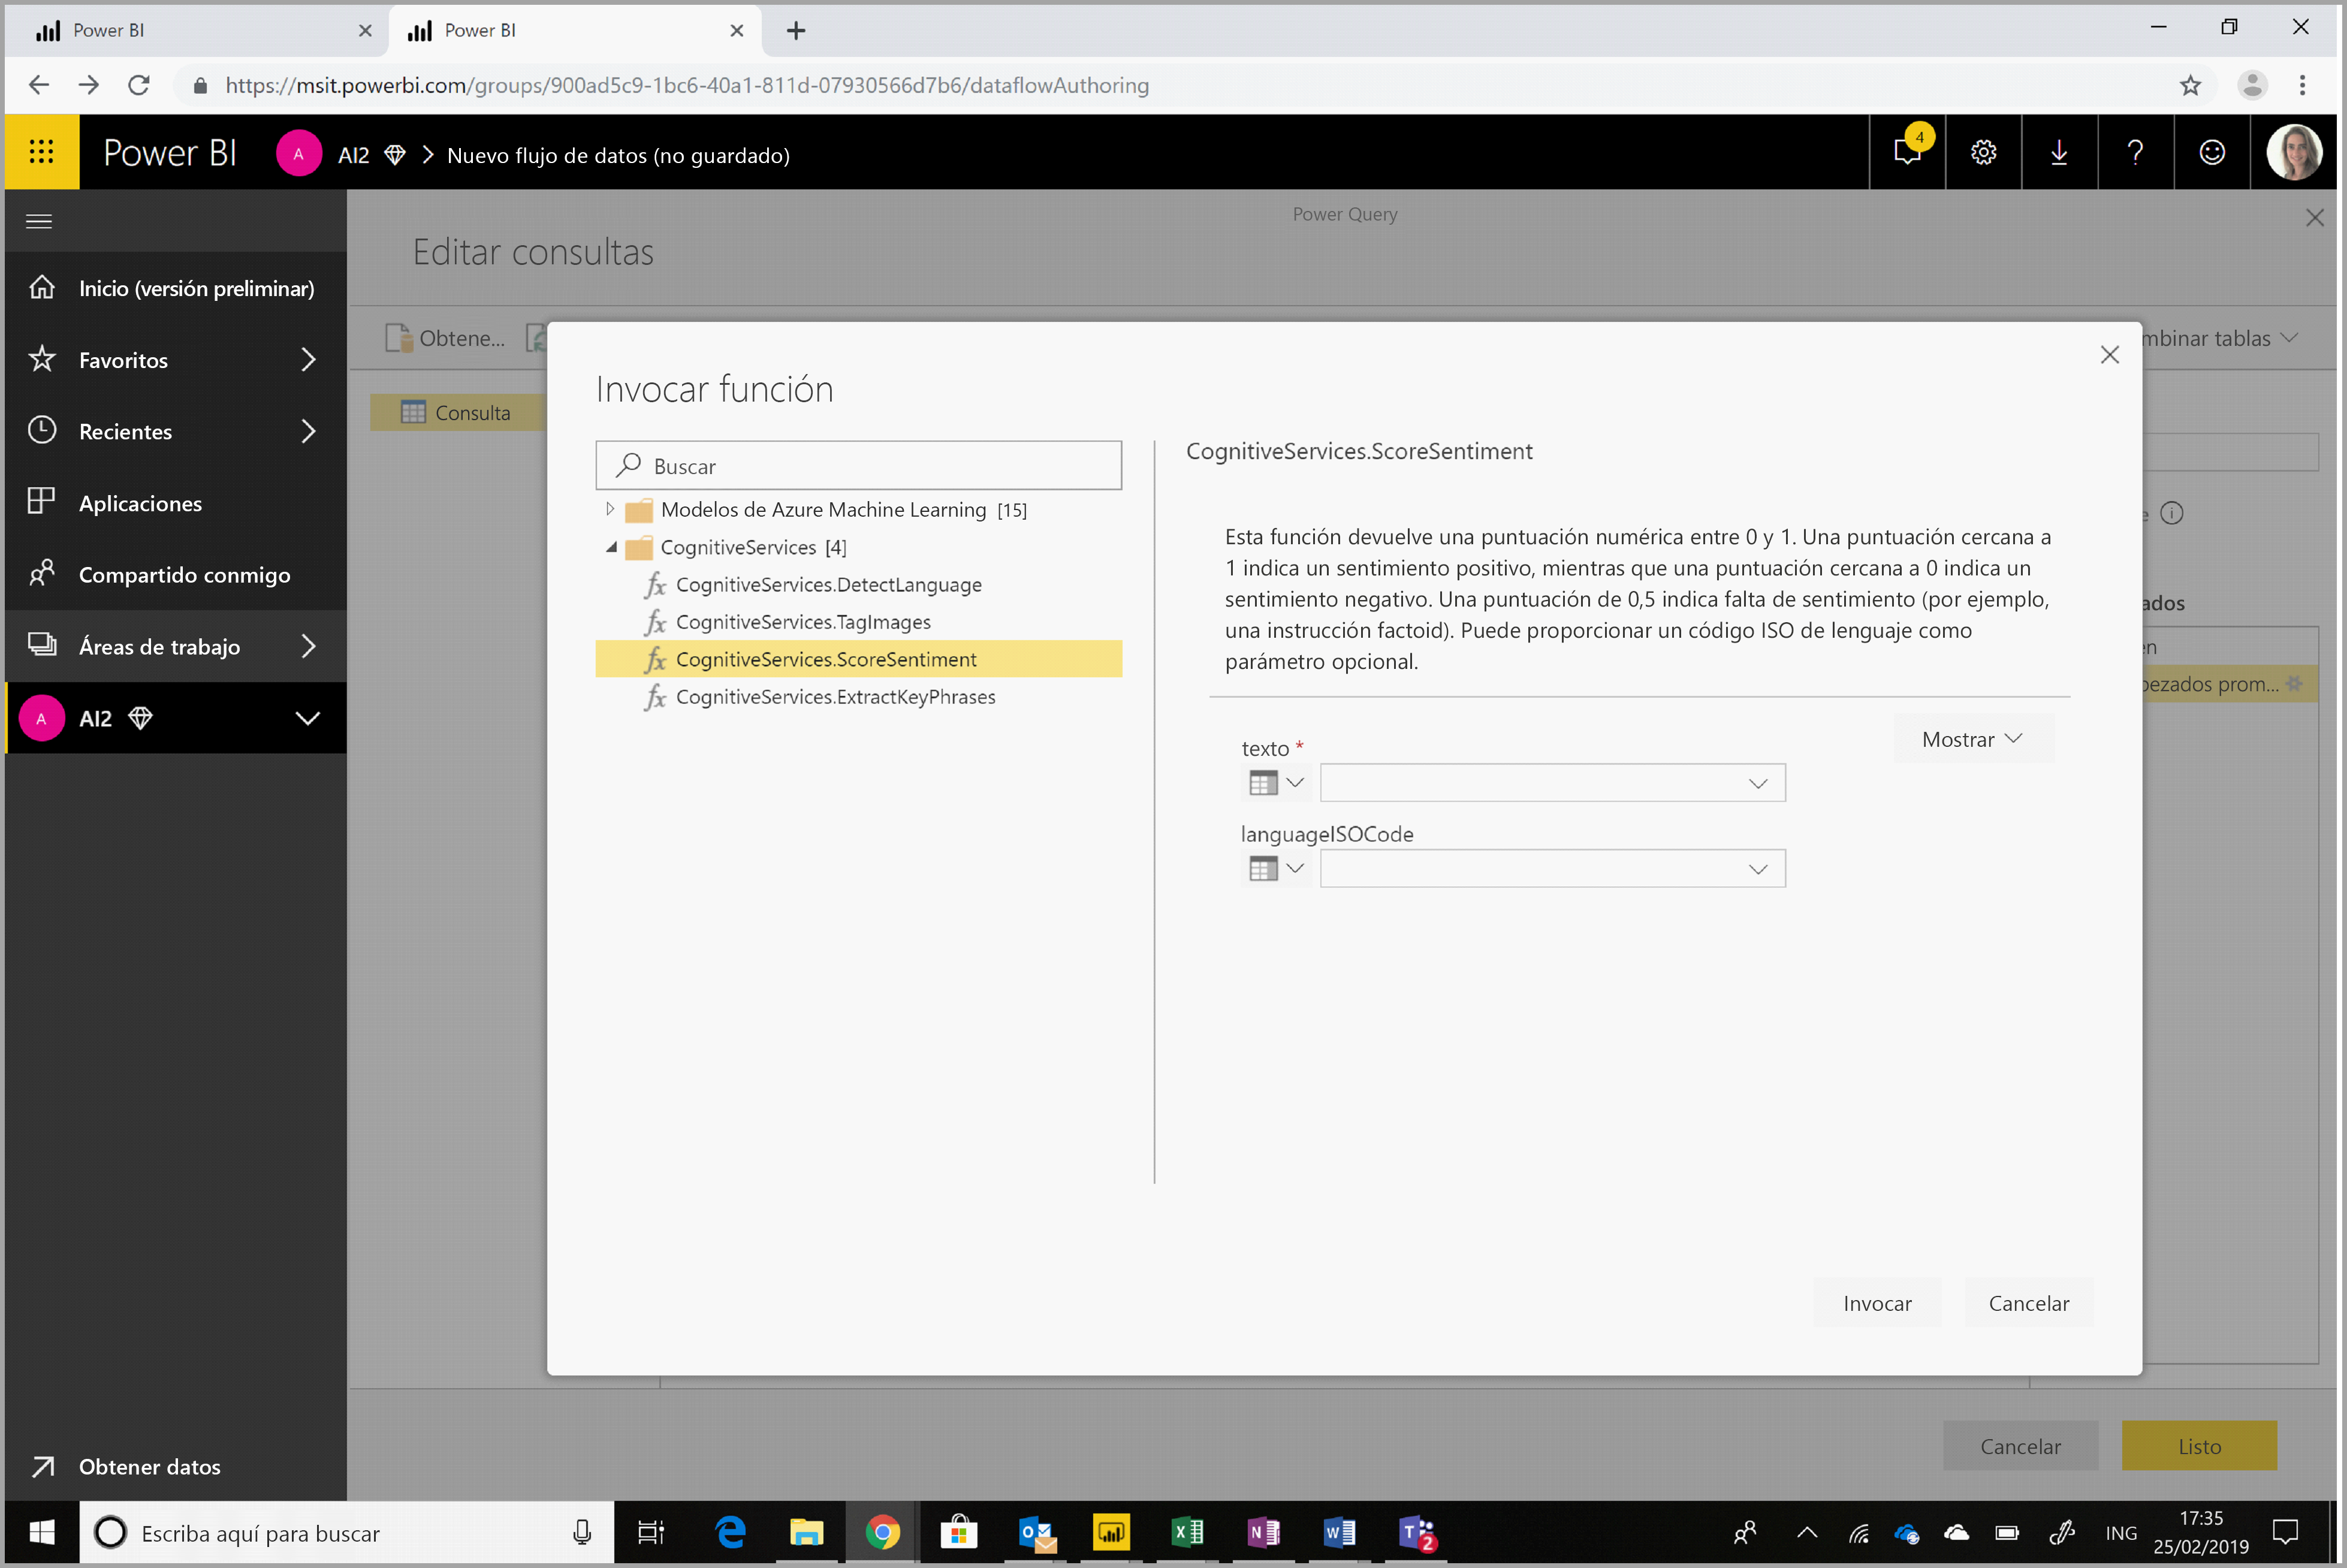 Power BI
Power BI
https://msit.powerbi.com/groups/900ad5c9-1bc6-40a1-811d-07930566d7b6/dataflowAuthoring
Power BI
A
AI2
Nuevo flujo de datos (no guardado)
4
?
Power Query
Editar consultas
Inicio (versión preliminar)
Favoritos
Recientes
Aplicaciones
Compartido conmigo
Áreas de trabajo
A
AI2
Obtener datos
Obtene...
mbinar tablas
Consulta
Invocar función
Buscar
Modelos de Azure Machine Learning [15]
CognitiveServices [4]
fx CognitiveServices.DetectLanguage
fx CognitiveServices.TagImages
fx CognitiveServices.ScoreSentiment
fx CognitiveServices.ExtractKeyPhrases
CognitiveServices.ScoreSentiment
Esta función devuelve una puntuación numérica entre 0 y 1. Una puntuación cercana a
1 indica un sentimiento positivo, mientras que una puntuación cercana a 0 indica un
sentimiento negativo. Una puntuación de 0,5 indica falta de sentimiento (por ejemplo,
una instrucción factoid). Puede proporcionar un código ISO de lenguaje como
parámetro opcional.
Mostrar
texto *
languageISOCode
Invocar
Cancelar
e
ados
en
bezados prom...
Cancelar
Listo
Escriba aquí para buscar
2
ING
17:35
25/02/2019